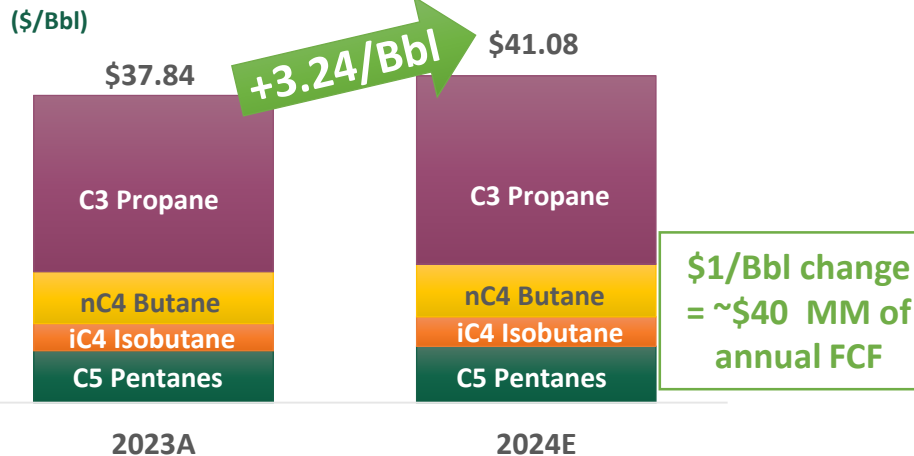 ($/Bbl)
$37.84
+3.24/Bbl
$41.08
C3 Propane
nC4 Butane
iC4 Isobutane
C5 Pentanes
C3 Propane
nC4 Butane
iC4 Isobutane
C5 Pentanes
$1/Bbl change
= ~$40 MM of
annual FCF
2023A
2024E